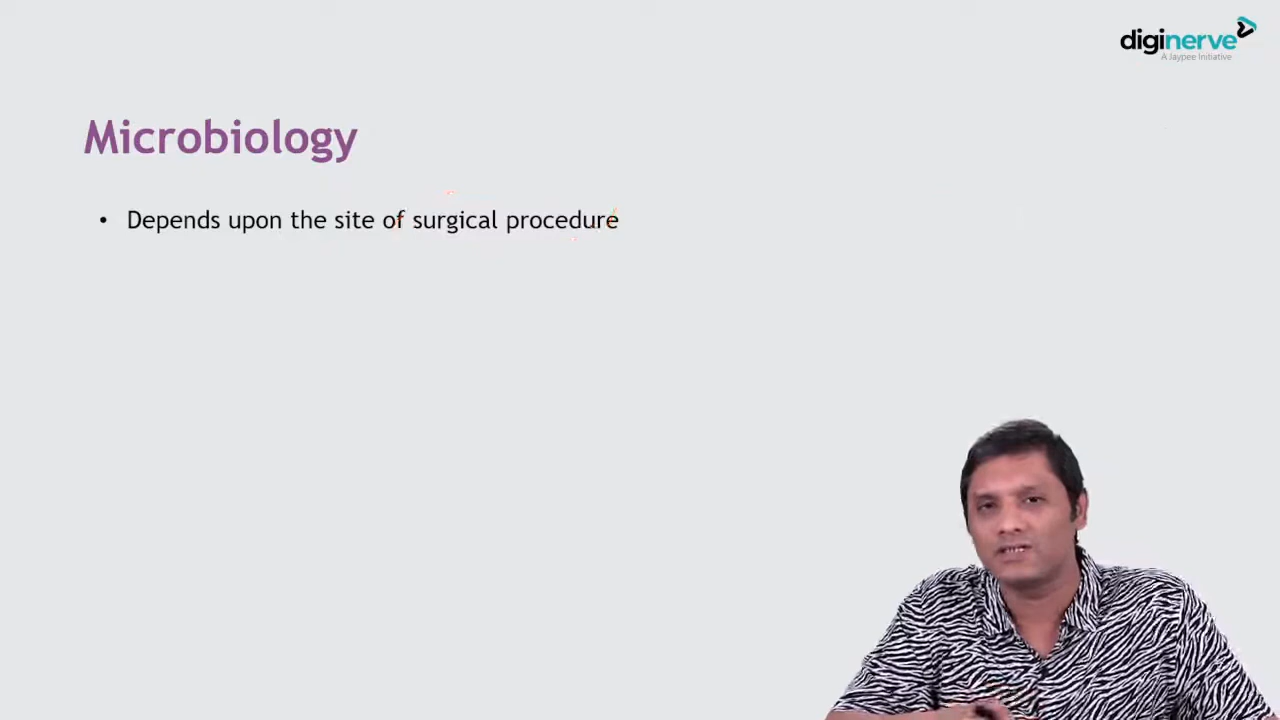 diginerve
A Jaypee Initiative
Microbiology
• Depends upon the site of surgical procedure